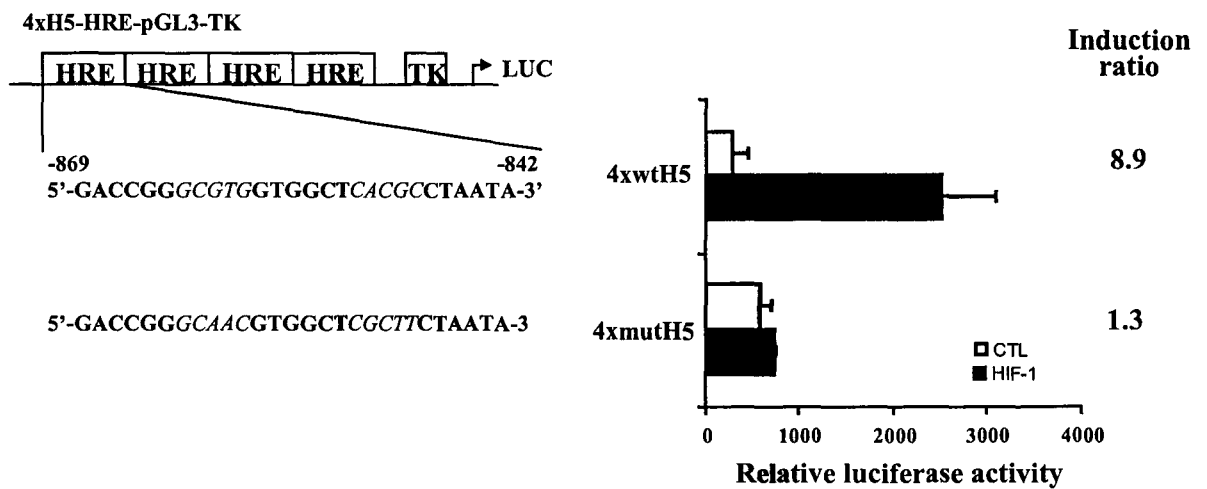 4xH5-HRE-pGL3-TK
HRE HRE HRE HRE TK LUC
-869 -842
5'-GACCGGGCGTGGTGGCTCACGCCTAATA-3'
5'-GACCGGGCAACGTGGCTCGCTTCTAATA-3
Induction
ratio
4xwtH5
8.9
4xmutH5
1.3
CTL
HIF-1
0 1000 2000 3000 4000
Relative luciferase activity